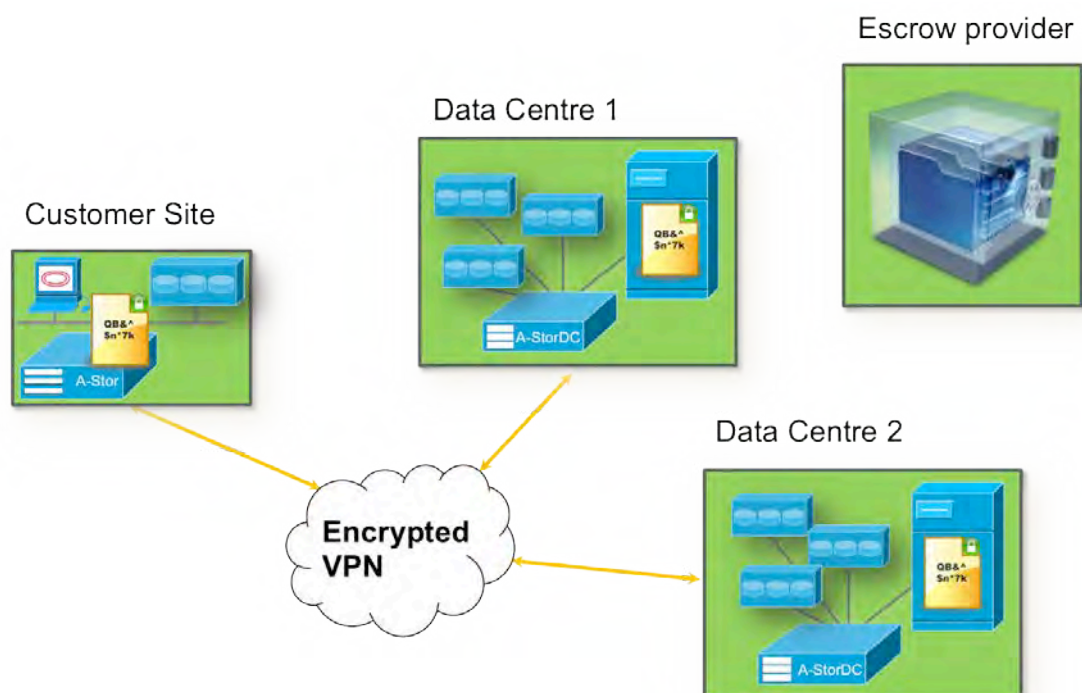 Escrow provider
Data Centre 1
Customer Site
QB&^
$n*7k
A-StorDC
QB&^
$n*7k
A-Stor
Data Centre 2
Encrypted
VPN
QB&^
$n*7k
A-StorDC